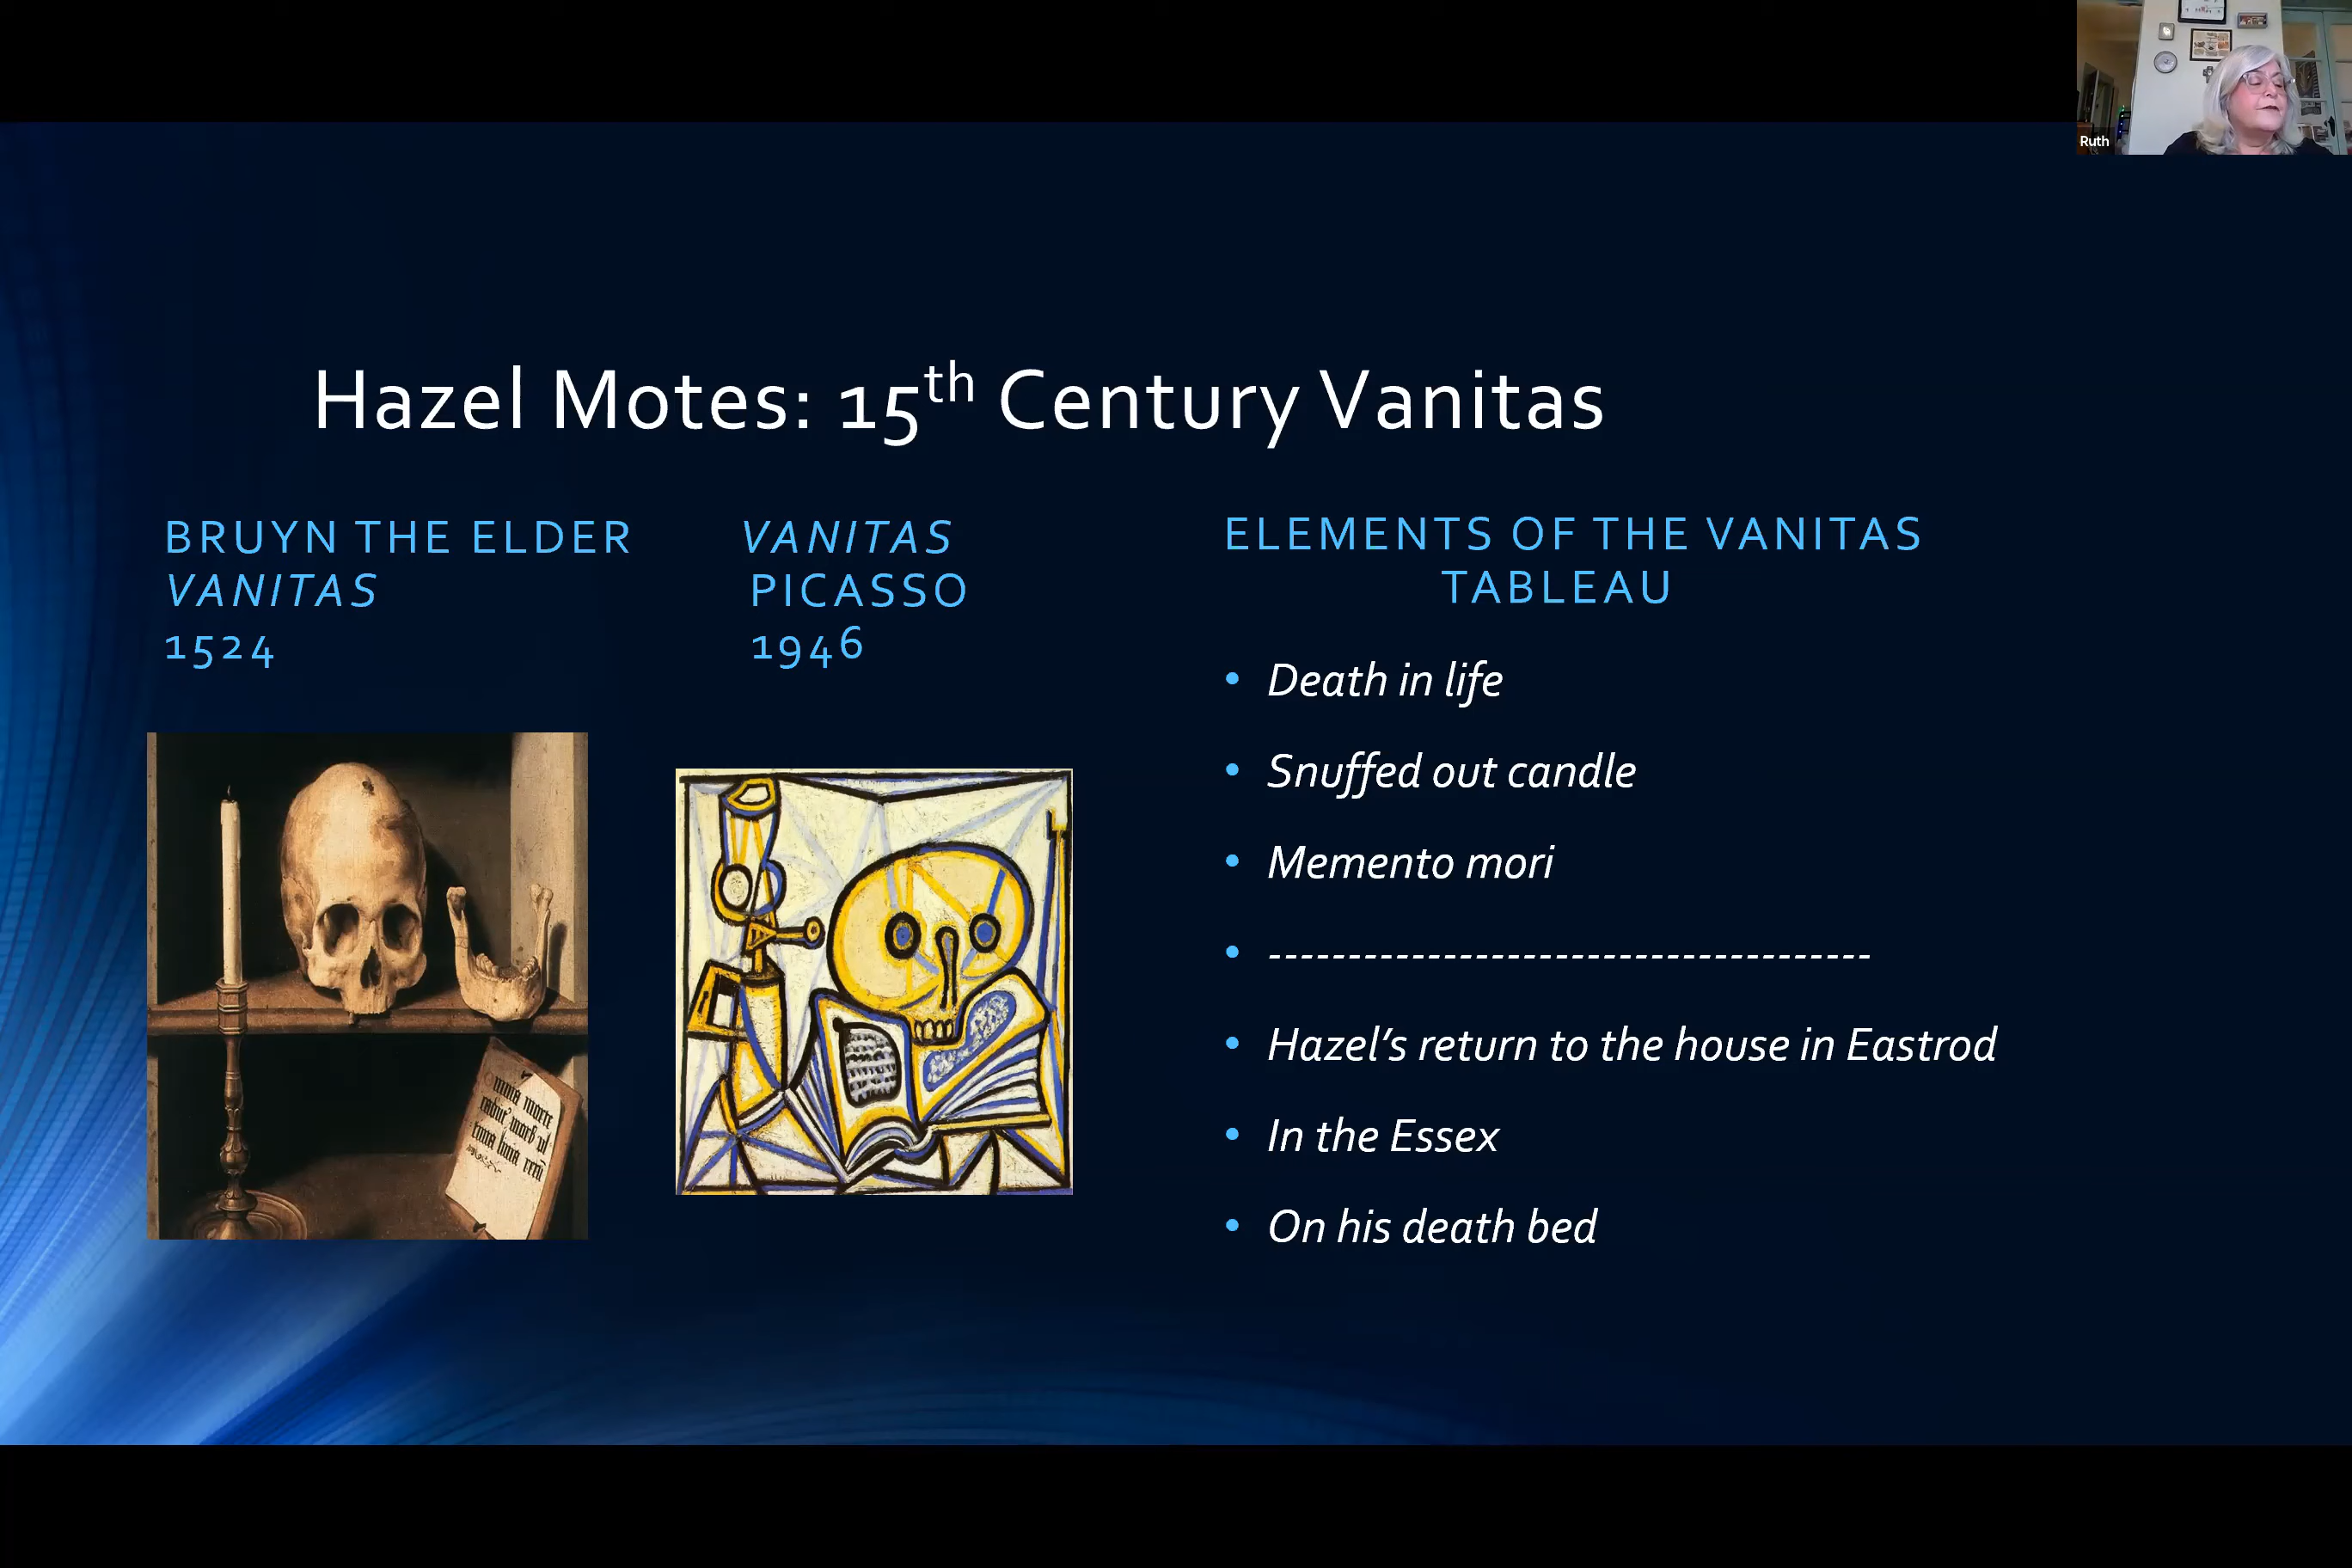 Ruth
Hazel Motes: 15th Century Vanitas
BRUYN THE ELDER
VANITAS
1524
VANITAS
PICASSO
1946
ELEMENTS OF THE VANITAS
TABLEAU
• Death in life
• Snuffed out candle
• Memento mori
• --------------------------------------
• Hazel’s return to the house in Eastrod
• In the Essex
• On his death bed
omnia morte